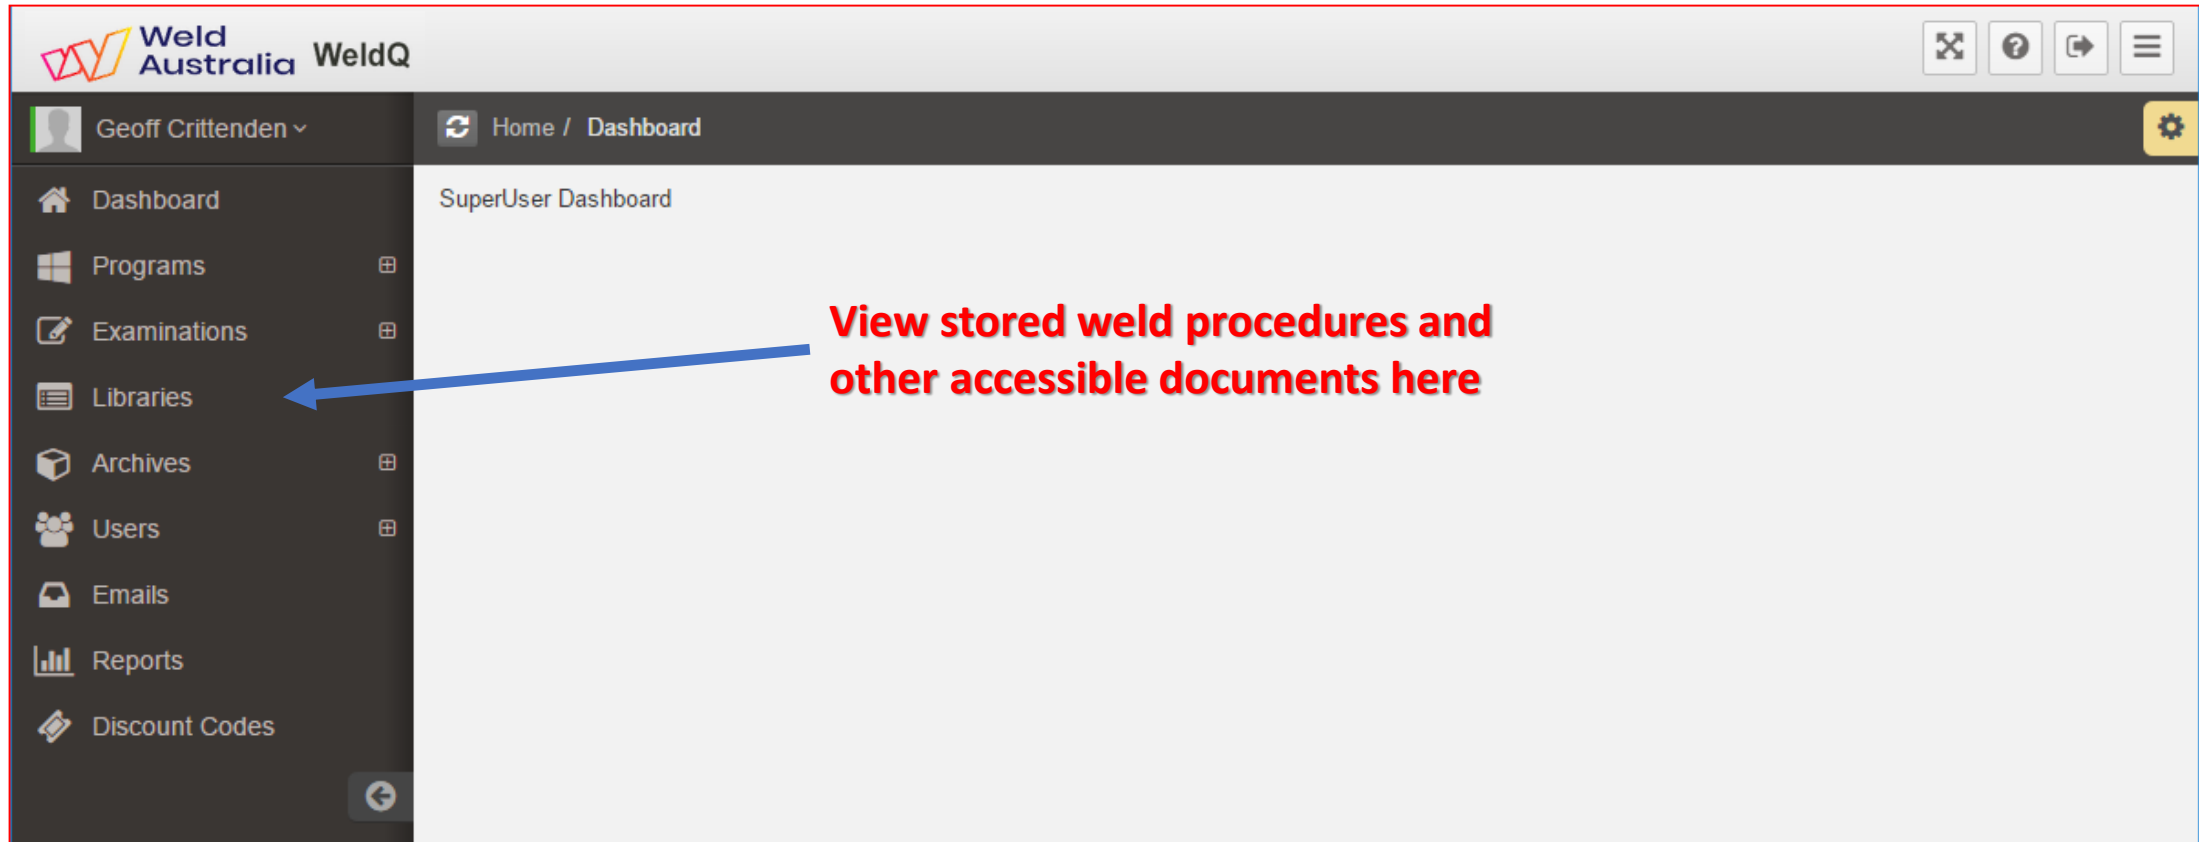 Weld
Australia WeldQ
Geoff Crittenden
Home / Dashboard
Dashboard
SuperUser Dashboard
Programs
Examinations
View stored weld procedures and
other accessible documents here
Libraries
Archives
Users
Emails
Reports
Discount Codes